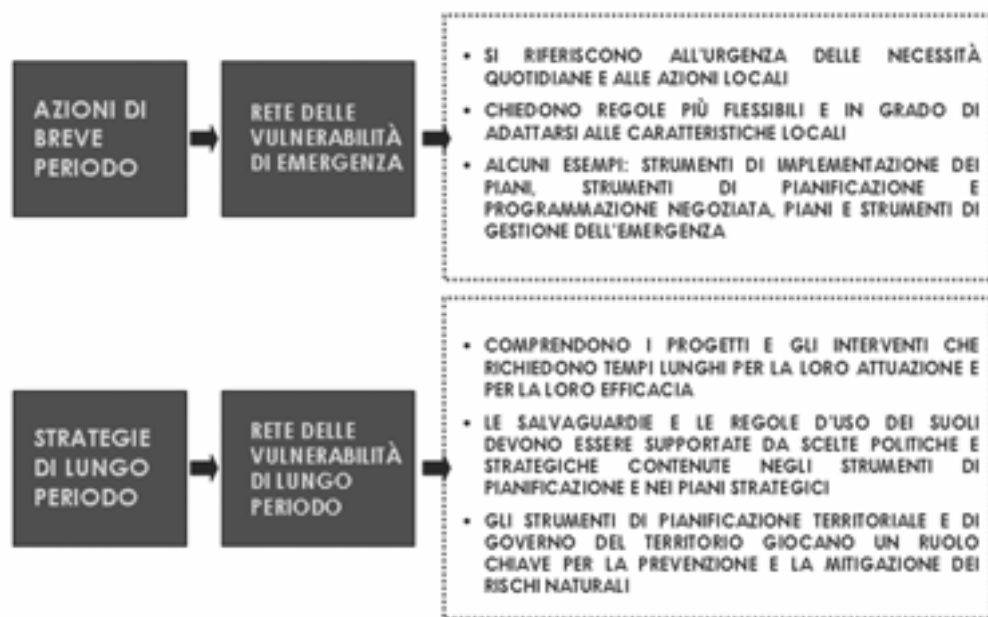 AZIONI DI
BREVE
PERIODO
RETE DELLE
VULNERABILITÀ
DI EMERGENZA
• SI RIFERISCONO ALL'URGENZA DELLE NECESSITÀ
QUOTIDIANE E ALLE AZIONI LOCALI
• CHIEDONO REGOLE PIÙ FLESSIBILI E IN GRADO DI
ADATTARSI ALLE CARATTERISTICHE LOCALI
• ALCUNI ESEMPI: STRUMENTI DI IMPLEMENTAZIONE DEI
PIANI, STRUMENTI DI PIANIFICAZIONE E
PROGRAMMAZIONE NEGOZIATA, PIANI E STRUMENTI DI
GESTIONE DELL'EMERGENZA
STRATEGIE
DI LUNGO
PERIODO
RETE DELLE
VULNERABILITÀ
DI LUNGO
PERIODO
• COMPRENDONO I PROGETTI E GLI INTERVENTI CHE
RICHIEDONO TEMPI LUNGHI PER LA LORO ATTUAZIONE E
PER LA LORO EFFICACIA
• LE SALVAGUARDIE E LE REGOLE D'USO DEI SUOLI
DEVONO ESSERE SUPPORTATE DA SCELTE POLITICHE E
STRATEGICHE CONTENUTE NEGLI STRUMENTI DI
PIANIFICAZIONE E NEI PIANI STRATEGICI
• GLI STRUMENTI DI PIANIFICAZIONE TERRITORIALE E DI
GOVERNO DEL TERRITORIO GIOCANO UN RUOLO
CHIAVE PER LA PREVENZIONE E LA MITIGAZIONE DEI
RISCHI NATURALI